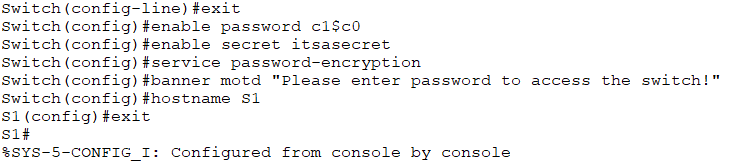 Switch(config-line)#exit
Switch(config)#enable password c1$c0
Switch(config)#enable secret itsasecret
Switch(config)#service password-encryption
Switch(config)#banner motd "Please enter password to access the switch!"
Switch(config)#hostname S1
S1(config)#exit
S1#
%SYS-5-CONFIG_I: Configured from console by console